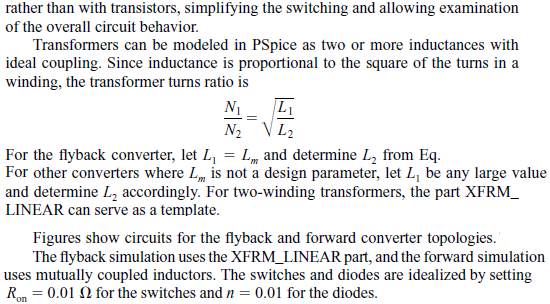 rather than with transistors, simplifying the switching and allowing examination
of the overall circuit behavior.
Transformers can be modeled in PSpice as two or more inductances with
ideal coupling. Since inductance is proportional to the square of the turns in a
winding, the transformer turns ratio is
N₁/N₂ = √(L₁/L₂)
For the flyback converter, let L₁ = Lₘ and determine L₂ from Eq.
For other converters where Lₘ is not a design parameter, let L₁ be any large value
and determine L₂ accordingly. For two-winding transformers, the part XFRM_
LINEAR can serve as a template.
Figures show circuits for the flyback and forward converter topologies.
The flyback simulation uses the XFRM_LINEAR part, and the forward simulation
uses mutually coupled inductors. The switches and diodes are idealized by setting
Rₒₙ = 0.01 Ω for the switches and n = 0.01 for the diodes.